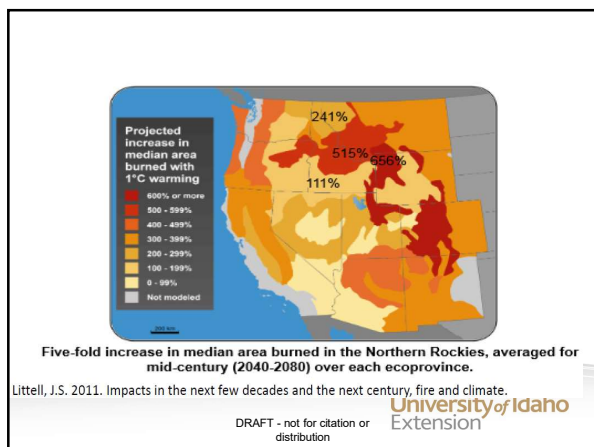 Projected
increase in
median area
burned with
1°C warming
600% or more
500 - 599%
400 - 499%
300 - 399%
200 - 299%
100 - 199%
0 - 99%
Not modeled
200 km
241%
515%
656%
111%
Five-fold increase in median area burned in the Northern Rockies, averaged for
mid-century (2040-2080) over each ecoprovince.
Littell, J.S. 2011. Impacts in the next few decades and the next century, fire and climate.
University of Idaho
Extension
DRAFT - not for citation or
distribution